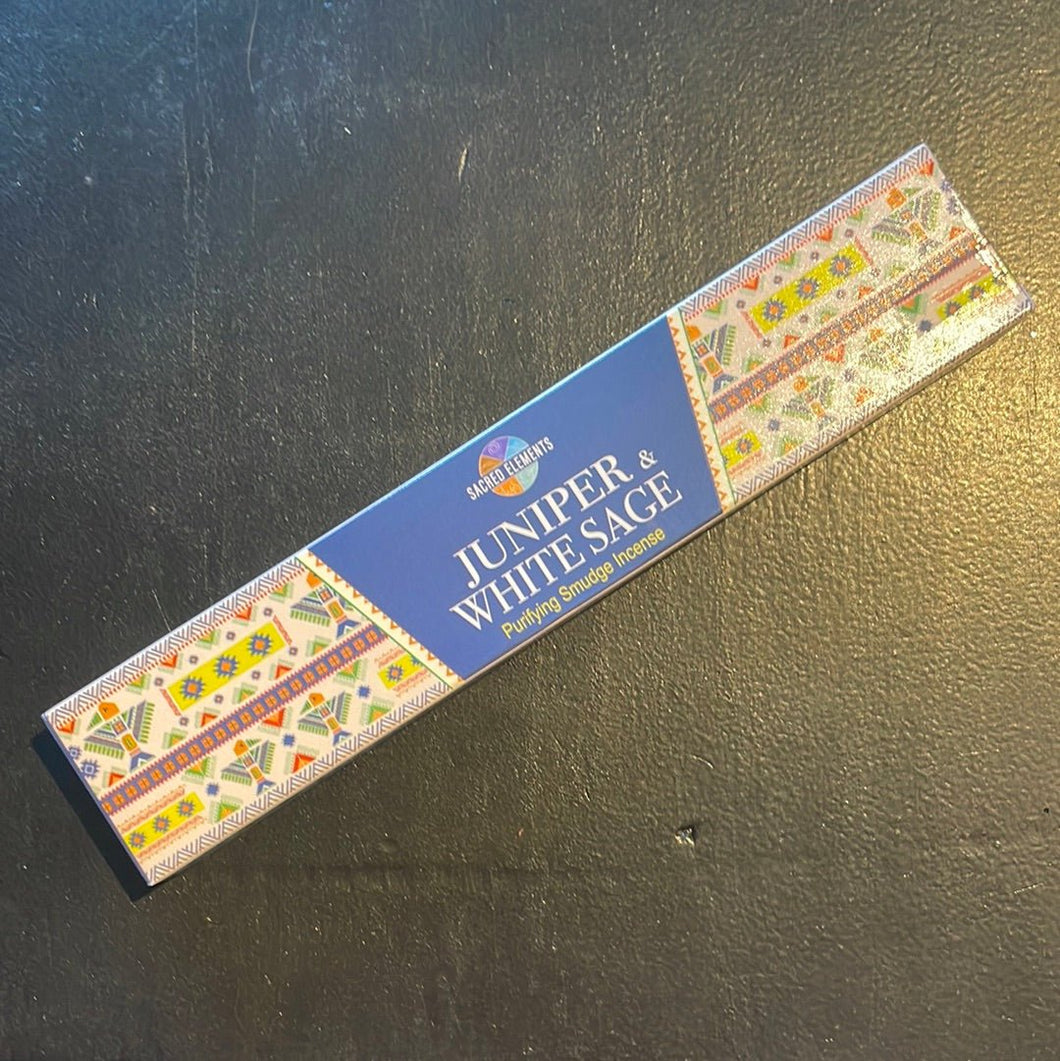 SACRED ELEMENTS
JUNIPER &
WHITE SAGE
Purifying Smudge Incense